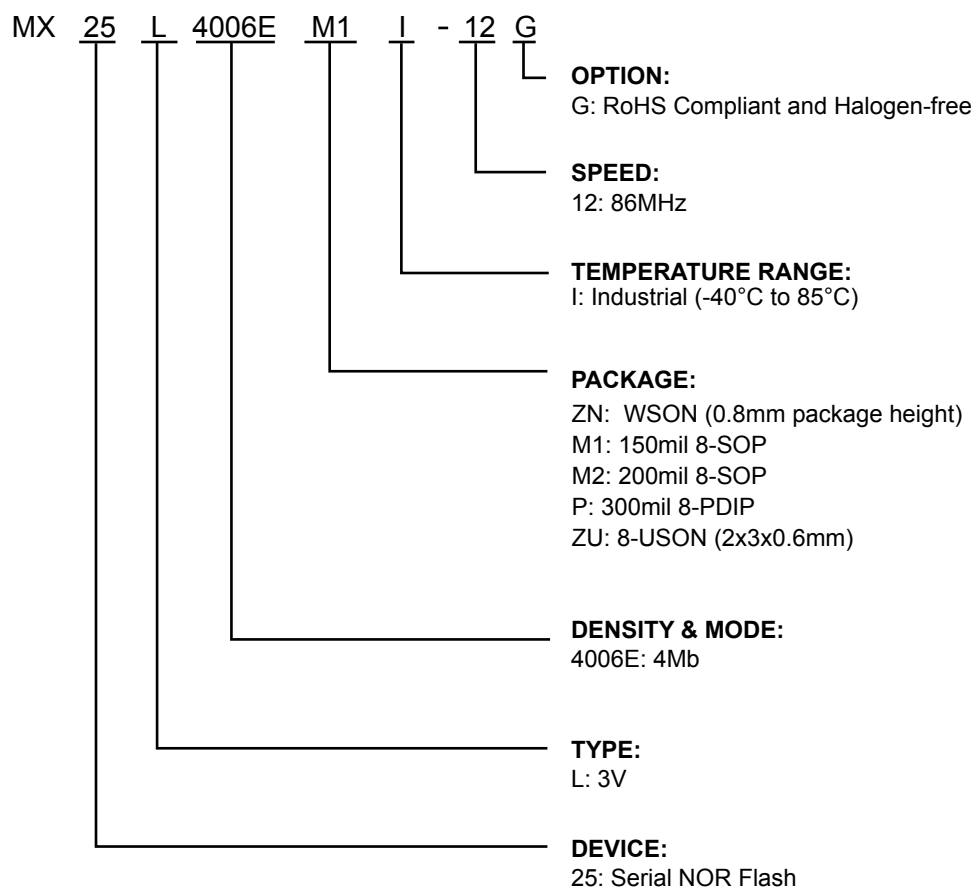 MX 25 L 4006E M1 I - 12 G
OPTION:
G: RoHS Compliant and Halogen-free
SPEED:
12: 86MHz
TEMPERATURE RANGE:
I: Industrial (-40°C to 85°C)
PACKAGE:
ZN: WSON (0.8mm package height)
M1: 150mil 8-SOP
M2: 200mil 8-SOP
P: 300mil 8-PDIP
ZU: 8-USON (2x3x0.6mm)
DENSITY & MODE:
4006E: 4Mb
TYPE:
L: 3V
DEVICE:
25: Serial NOR Flash